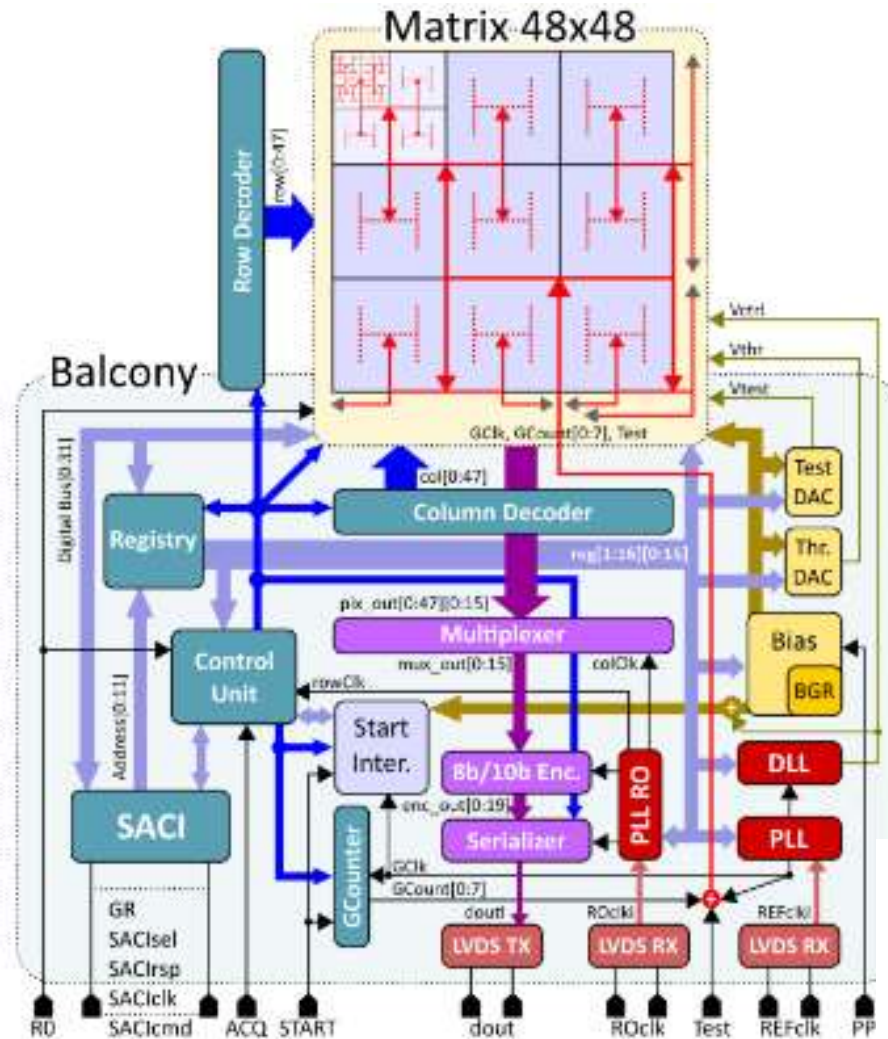 Matrix 48x48
Row Decoder
row[0:47]
Vctrl
Vthr
Vtest
Balcony
GClk, GCount[0:7], Test
Digital Bus[0:31]
col[0:47]
Column Decoder
Test
DAC
Registry
reg[1:16][0:15]
Thr.
DAC
pix_out[0:47][0:15]
Multiplexer
Bias
BGR
Control
Unit
mux_out[0:15]
colClk
rowClk
Address[0:11]
Start
Inter.
8b/10b Enc.
PLL RO
DLL
enc_out[0:19]
SACI
Serializer
PLL
GCounter
GClk
GCount[0:7]
GR
SACIsel
SACIrsp
SACIclk
SACIcmd
doutI
ROclkI
REFclkI
LVDS TX
LVDS RX
LVDS RX
R0
ACQ
START
dout
ROclk
Test
REFclk
PP